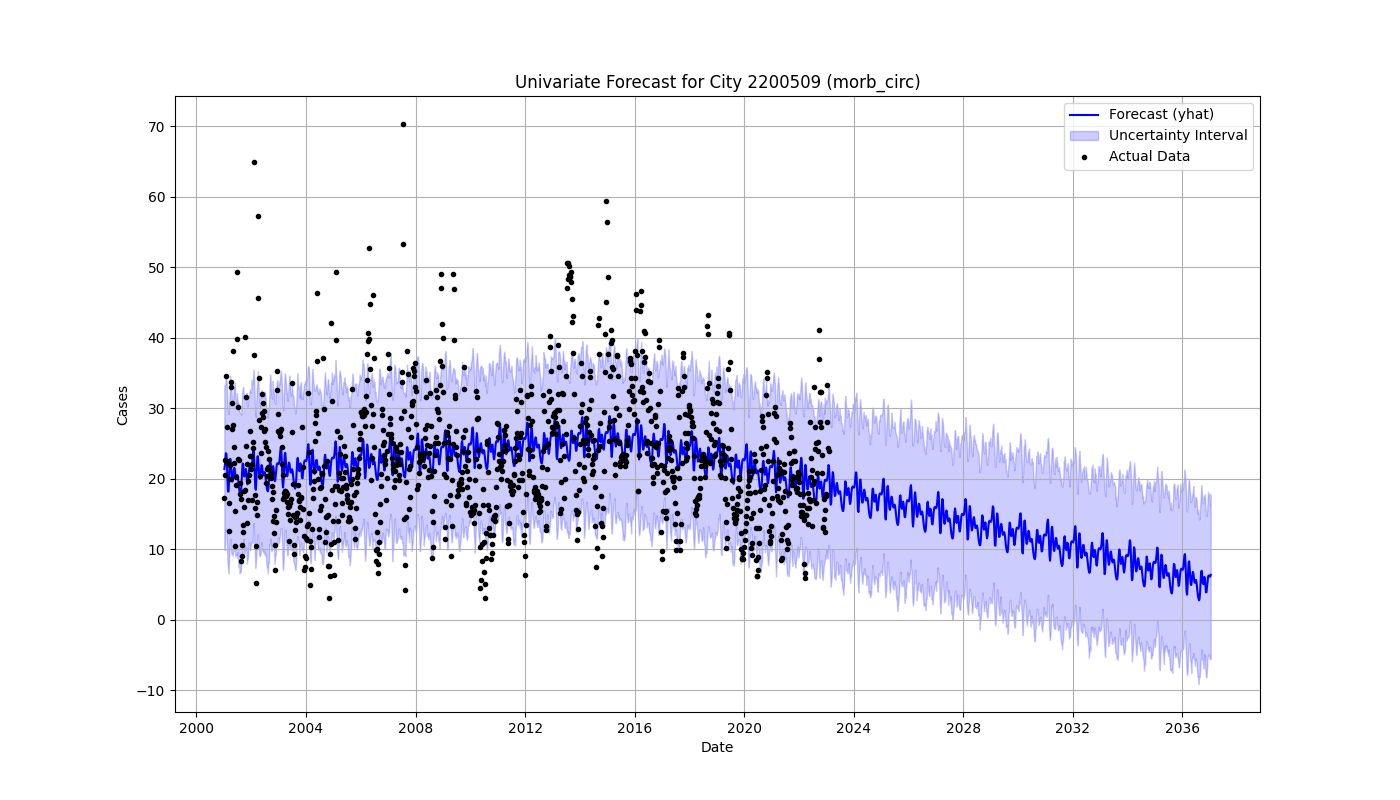 Univariate Forecast for City 2200509 (morb_circ)
Forecast (yhat)
Uncertainty Interval
Actual Data
Cases
70
60
50
40
30
20
10
0
−10
2000 2004 2008 2012 2016 2020 2024 2028 2032 2036
Date